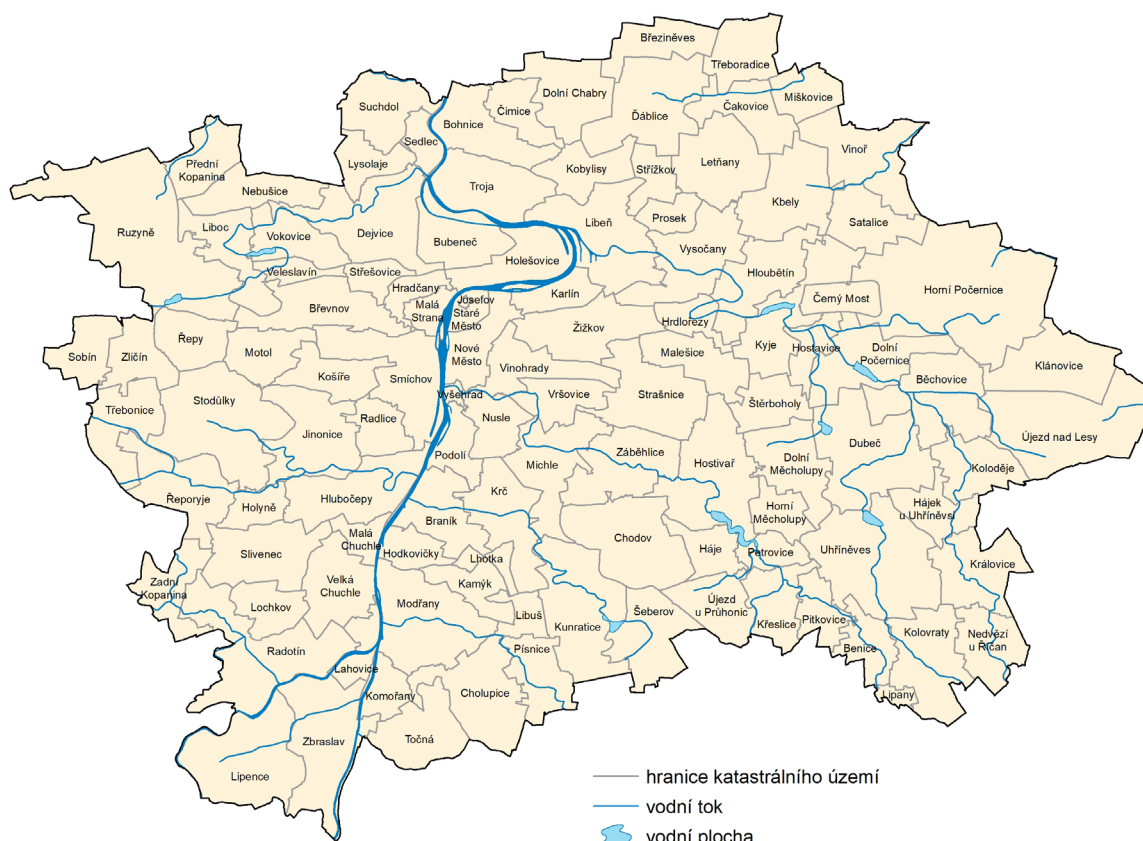 Březiněves
Třeboradice
Suchdol
Dolní Chabry
Čimice
Čakovice
Miškovice
Bohnice
Ďáblice
Sedlec
Vinoř
Přední
Kopanina
Lysolaje
Kobylisy
Střížkov
Letňany
Nebušice
Troja
Kbely
Ruzyně
Liboc
Vokovice
Dejvice
Bubeneč
Libeň
Prosek
Satalice
Vysočany
Holešovice
Veleslavín
Střešovice
Hloubětín
Hradčany
Horní Počernice
Břevnov
Malá
Strana
Josefov
Staré
Město
Karlín
Černý Most
Hrdlořezy
Žižkov
Řepy
Sobín
Zličín
Motol
Nové
Město
Malešice
Kyje
Hostavice
Dolní
Počernice
Košíře
Smíchov
Vinohrady
Klánovice
Běchovice
Stodůlky
Vyšehrad
Vršovice
Strašnice
Štěrboholy
Třebonice
Radlice
Nusle
Jinonice
Újezd nad Lesy
Dubeč
Podolí
Michle
Záběhlice
Hostivař
Dolní
Měcholupy
Koloděje
Řeporyje
Holyně
Hlubočepy
Krč
Hájek
u Uhříněvsi
Braník
Horní
Měcholupy
Malá
Chuchle
Slivenec
Hodkovičky
Lhotka
Chodov
Háje
Petrovice
Uhříněves
Královice
Zadní
Kopanina
Velká
Chuchle
Kamýk
Lochkov
Modřany
Libuš
Kunratice
Šeberov
Újezd
u Průhonic
Křeslice
Pitkovice
Kolovraty
Nedvězí
u Říčan
Radotín
Písnice
Benice
Lahovice
Komořany
Cholupice
Lipany
Zbraslav
Točná
Lipence
hranice katastrálního území
vodní tok
vodní plocha